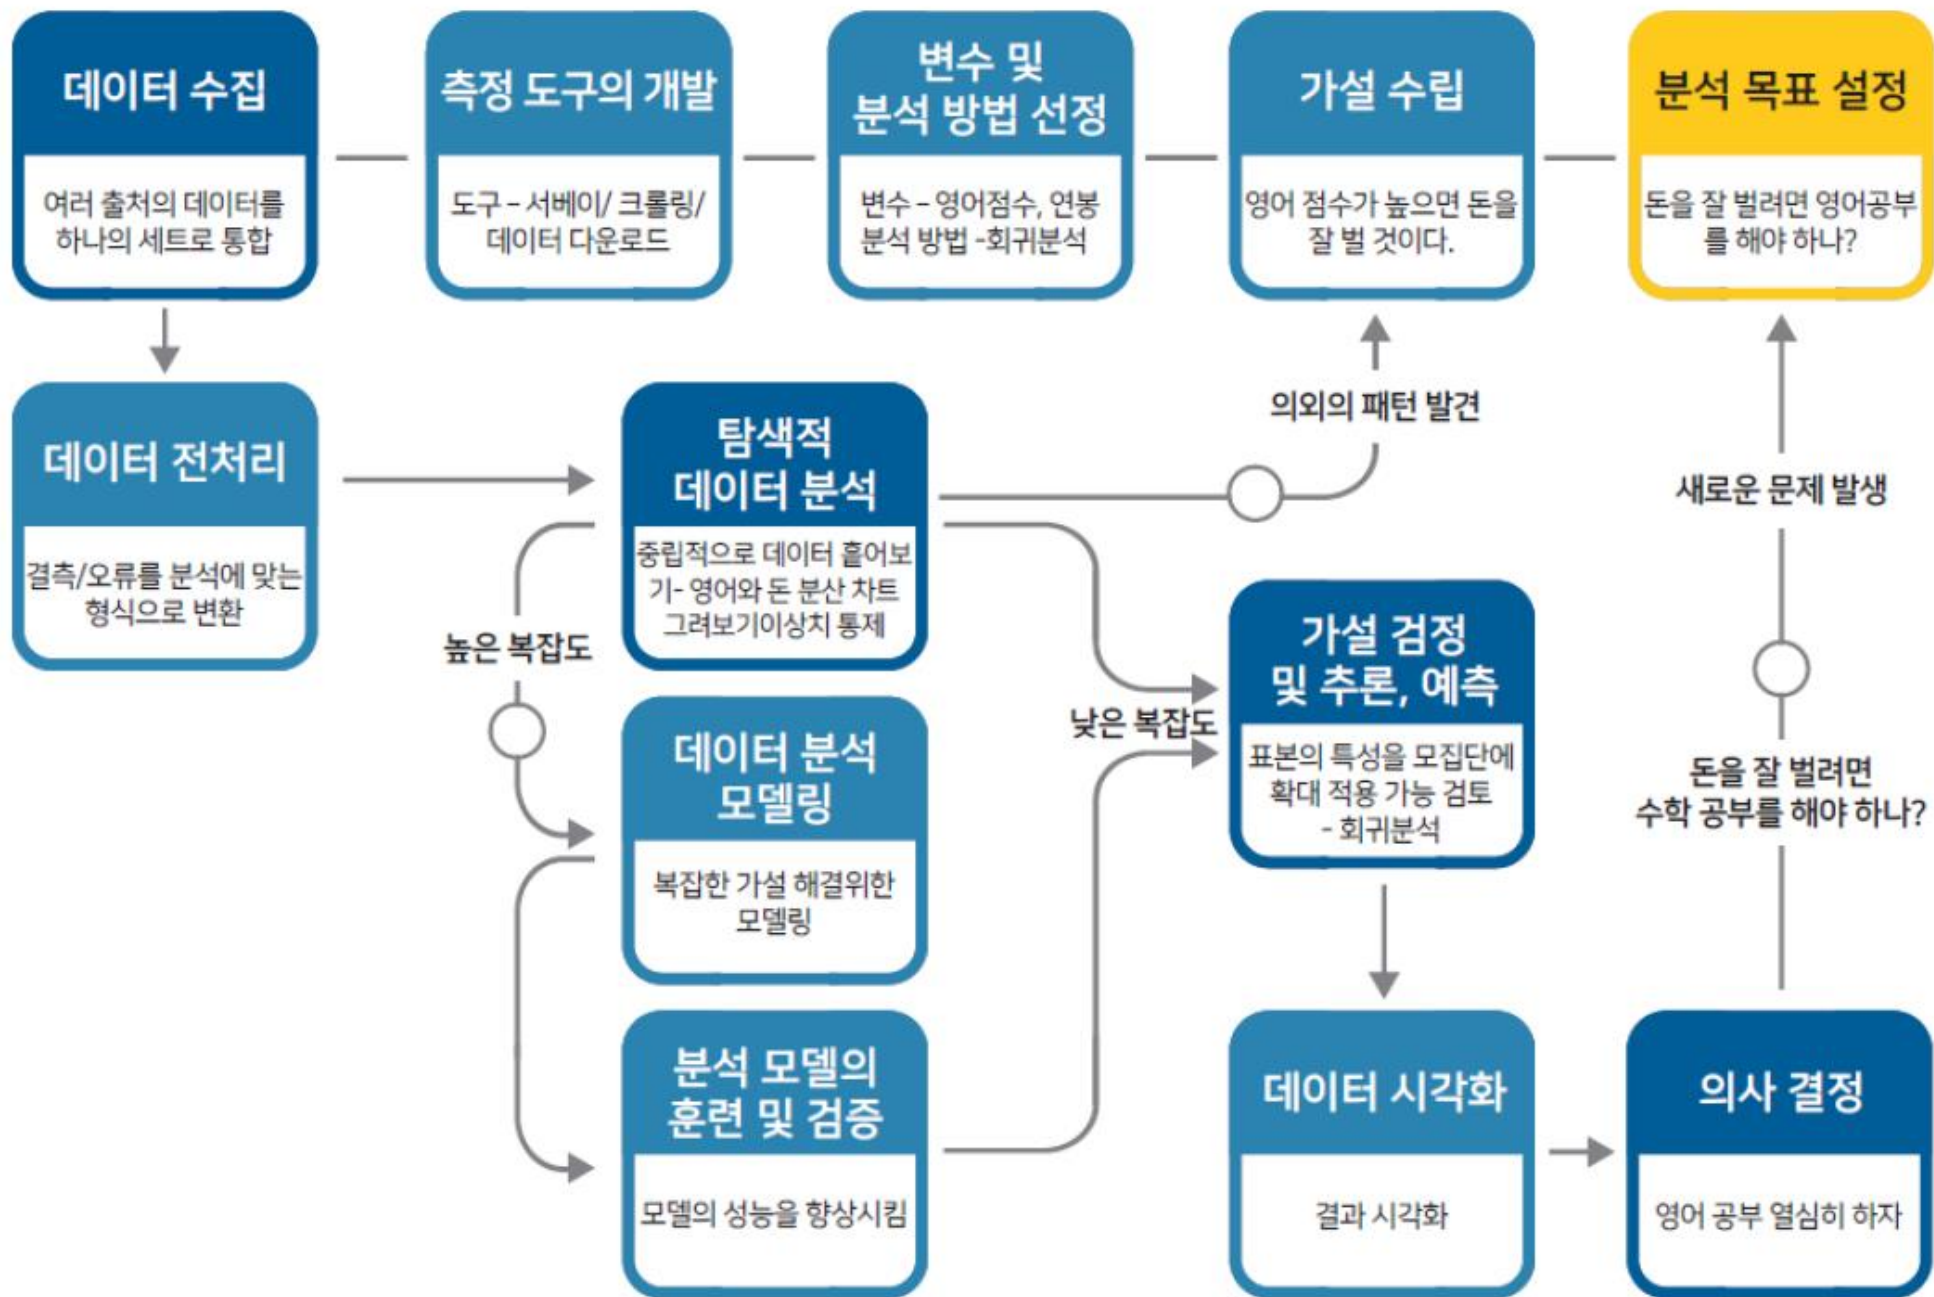 데이터 수집
여러 출처의 데이터를
하나의 세트로 통합
측정 도구의 개발
도구 – 서베이/ 크롤링/
데이터 다운로드
변수 및
분석 방법 선정
변수 – 영어점수, 연봉
분석 방법 -회귀분석
가설 수립
영어 점수가 높으면 돈을
잘 벌 것이다.
분석 목표 설정
돈을 잘 벌려면 영어공부
를 해야 하나?
데이터 전처리
결측/오류를 분석에 맞는
형식으로 변환
탐색적
데이터 분석
중립적으로 데이터 흩어보
기- 영어와 돈 분산 차트
그려보기이상치 통제
의외의 패턴 발견
새로운 문제 발생
높은 복잡도
낮은 복잡도
가설 검정
및 추론, 예측
표본의 특성을 모집단에
확대 적용 가능 검토
- 회귀분석
데이터 분석
모델링
복잡한 가설 해결위한
모델링
돈을 잘 벌려면
수학 공부를 해야 하나?
분석 모델의
훈련 및 검증
모델의 성능을 향상시킴
데이터 시각화
결과 시각화
의사 결정
영어 공부 열심히 하자